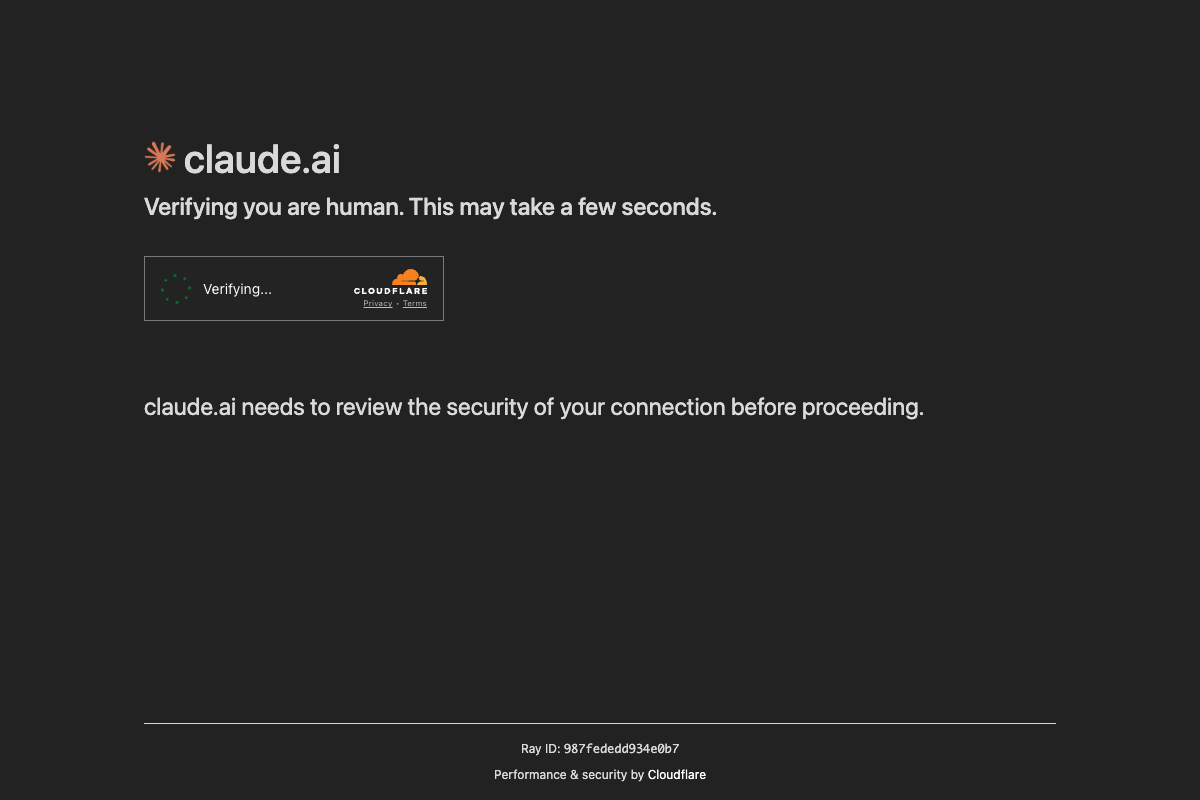 claude.ai
Verifying you are human. This may take a few seconds.
Verifying...
CLOUDFLARE
Privacy • Terms
claude.ai needs to review the security of your connection before proceeding.
Ray ID: 987fededd934e0b7
Performance & security by Cloudflare